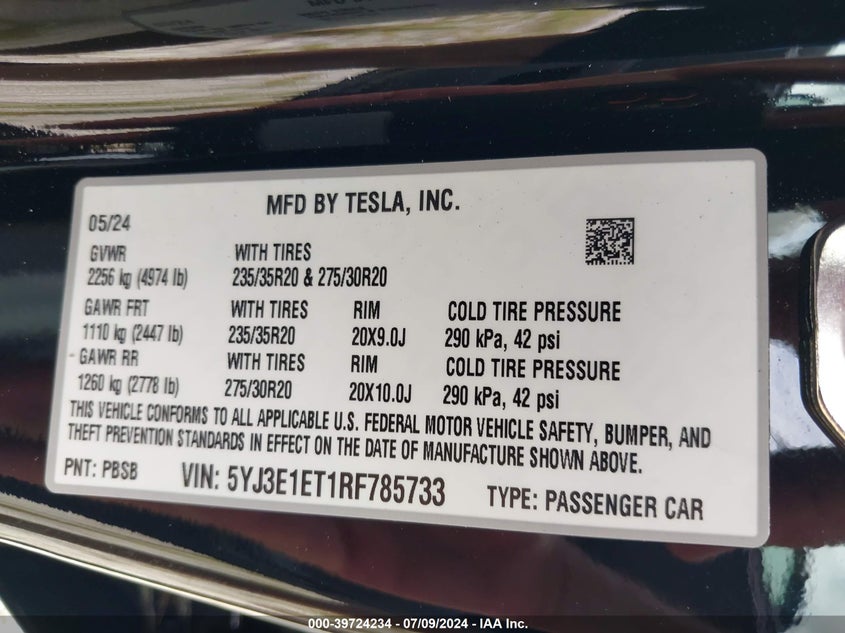 MFD BY TESLA, INC.
05/24
GVWR WITH TIRES
2256 kg (4974 lb) 235/35R20 & 275/30R20
GAWR FRT WITH TIRES RIM COLD TIRE PRESSURE
1110 kg (2447 lb) 235/35R20 20X9.0J 290 kPa, 42 psi
GAWR RR WITH TIRES RIM COLD TIRE PRESSURE
1260 kg (2778 lb) 275/30R20 20X10.0J 290 kPa, 42 psi
THIS VEHICLE CONFORMS TO ALL APPLICABLE U.S. FEDERAL MOTOR VEHICLE SAFETY, BUMPER, AND
THEFT PREVENTION STANDARDS IN EFFECT ON THE DATE OF MANUFACTURE SHOWN ABOVE.
PNT: PBSB VIN: 5YJ3E1ET1RF785733 TYPE: PASSENGER CAR
000-39724234 - 07/09/2024 - IAA Inc.